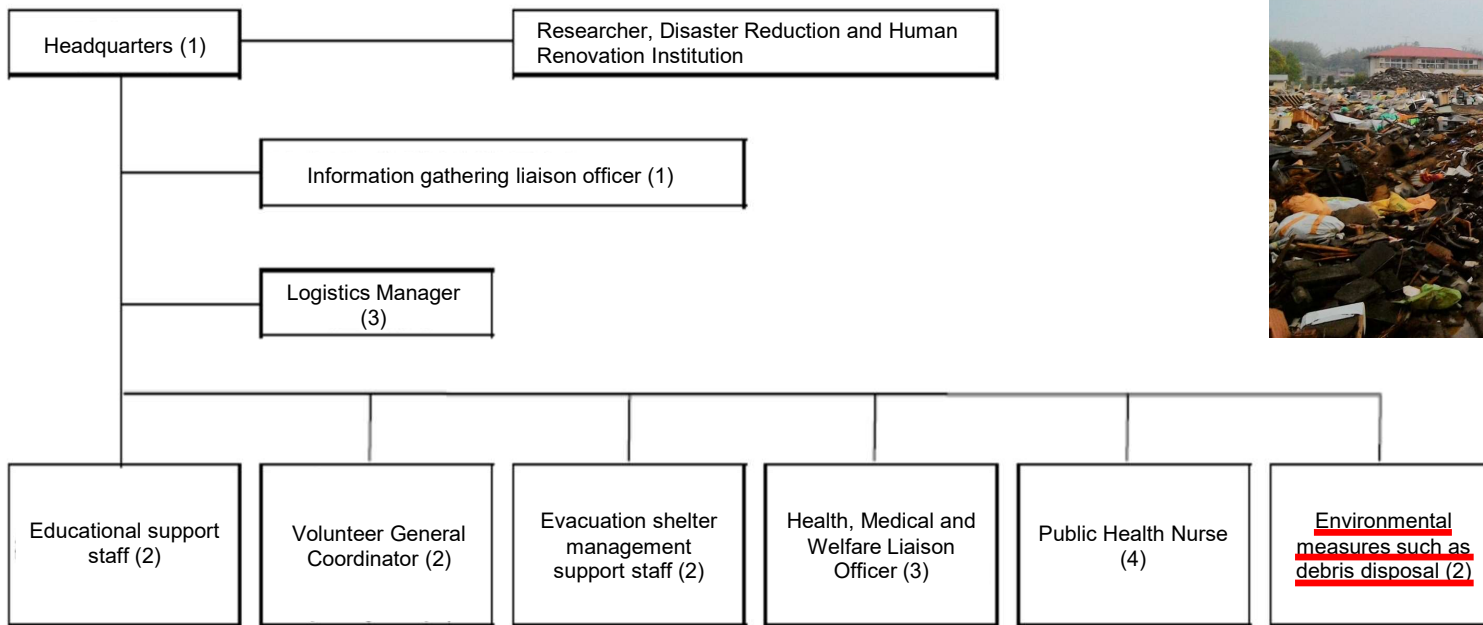 Headquarters (1)
Researcher, Disaster Reduction and Human
Renovation Institution
Information gathering liaison officer (1)
Logistics Manager
(3)
Educational support
staff (2)
Volunteer General
Coordinator (2)
Evacuation shelter
management
support staff (2)
Health, Medical and
Welfare Liaison
Officer (3)
Public Health Nurse
(4)
Environmental
measures such as
debris disposal (2)